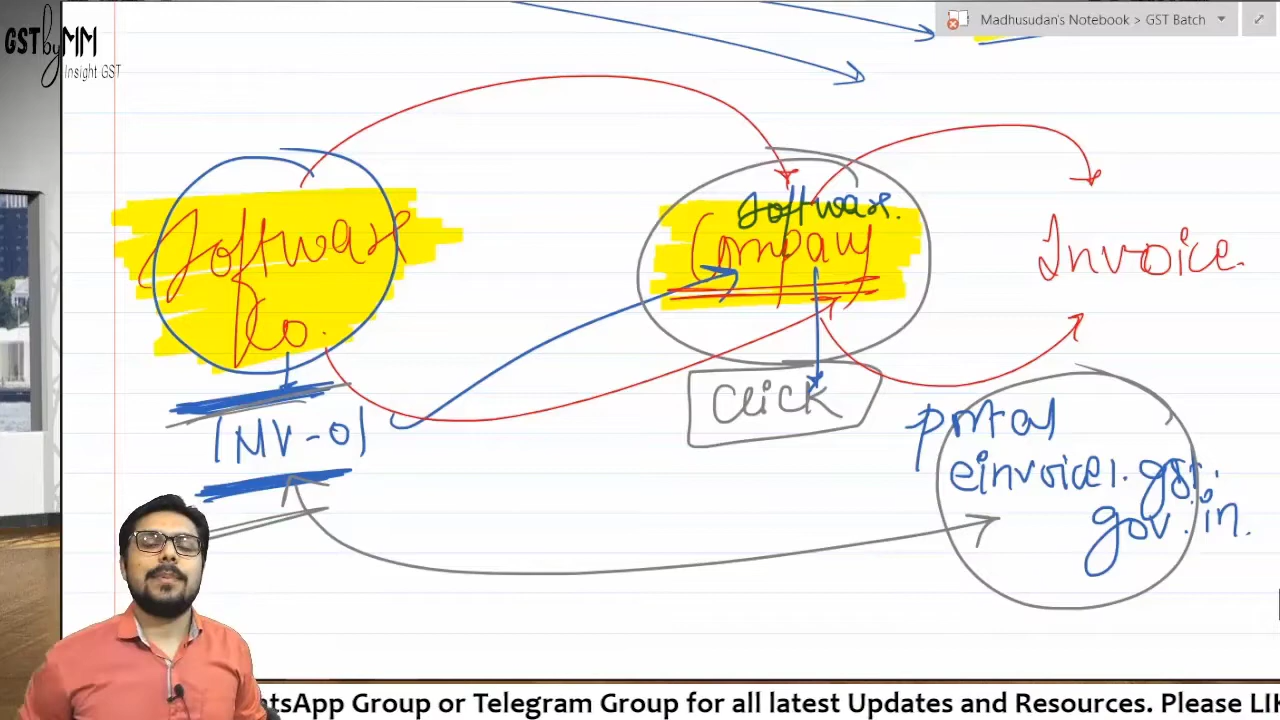 GST by MM
Insight GST
Madhusudan's Notebook > GST Batch
Software
Co.
Software.
Company
Invoice.
INV-01
Click
portal
einvoice1.gst.
gov.in.
atsApp Group or Telegram Group for all latest Updates and Resources. Please LIK